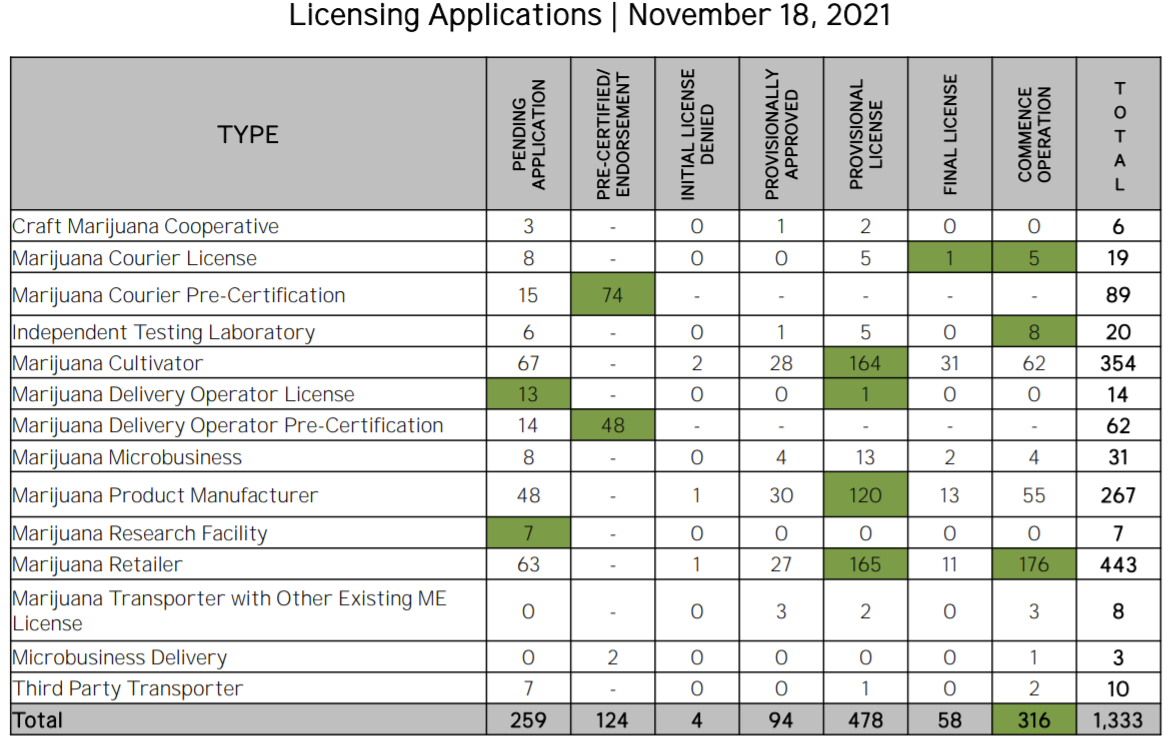 Licensing Applications | November 18, 2021
TYPE PENDING APPLICATION PRE-CERTIFIED/ ENDORSEMENT INITIAL LICENSE DENIED PROVISIONALLY APPROVED PROVISIONAL LICENSE FINAL LICENSE COMMENCE OPERATION TOTAL
Craft Marijuana Cooperative 3 - 0 1 2 0 0 6
Marijuana Courier License 8 - 0 0 5 1 5 19
Marijuana Courier Pre-Certification 15 74 - - - - - 89
Independent Testing Laboratory 6 - 0 1 5 0 8 20
Marijuana Cultivator 67 - 2 28 164 31 62 354
Marijuana Delivery Operator License 13 - 0 0 1 0 0 14
Marijuana Delivery Operator Pre-Certification 14 48 - - - - - 62
Marijuana Microbusiness 8 - 0 4 13 2 4 31
Marijuana Product Manufacturer 48 - 1 30 120 13 55 267
Marijuana Research Facility 7 - 0 0 0 0 0 7
Marijuana Retailer 63 - 1 27 165 11 176 443
Marijuana Transporter with Other Existing ME
License 0 - 0 3 2 0 3 8
Microbusiness Delivery 0 2 0 0 0 0 1 3
Third Party Transporter 7 - 0 0 1 0 2 10
Total 259 124 4 94 478 58 316 1,333